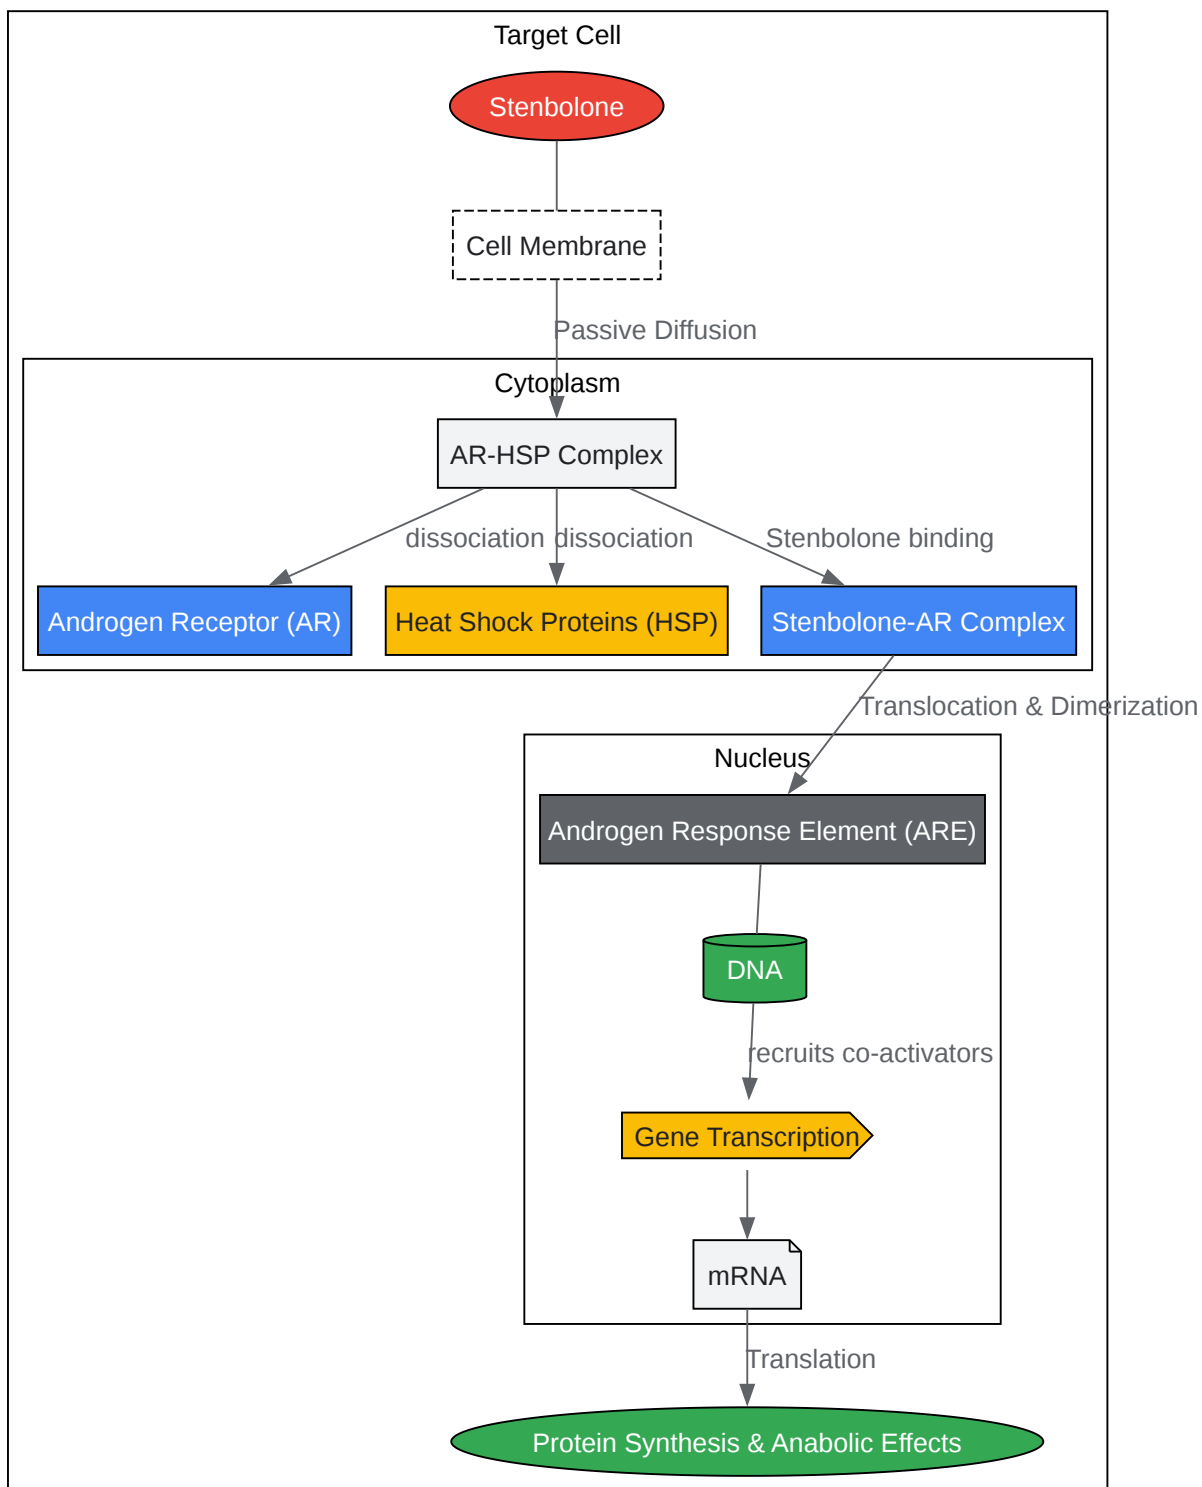 Target Cell
Stenbolone
Cell Membrane
Passive Diffusion
Cytoplasm
AR-HSP Complex
dissociation
dissociation
Stenbolone binding
Androgen Receptor (AR)
Heat Shock Proteins (HSP)
Stenbolone-AR Complex
Translocation & Dimerization
Nucleus
Androgen Response Element (ARE)
DNA
recruits co-activators
Gene Transcription
mRNA
Translation
Protein Synthesis & Anabolic Effects